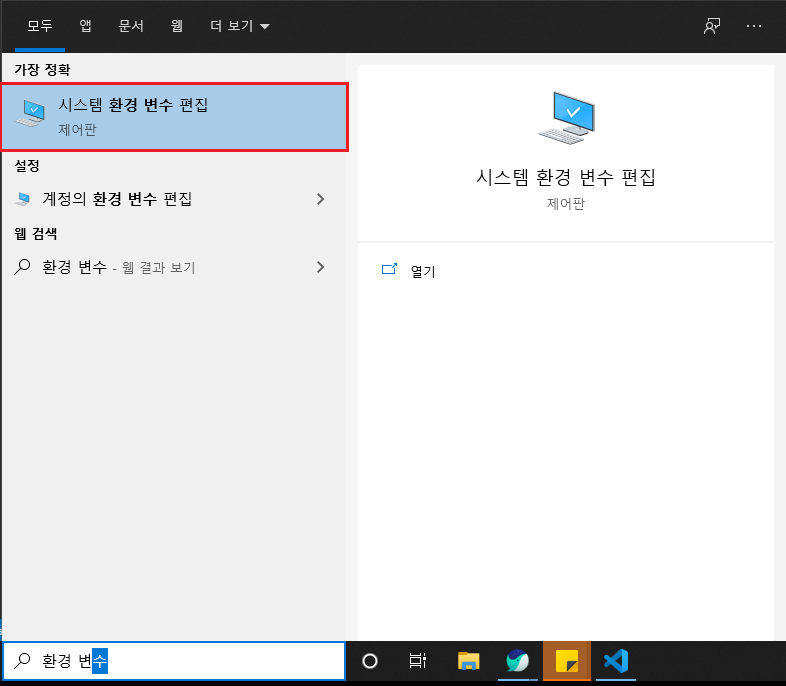 모두 앱 문서 웹 더 보기
가장 정확
시스템 환경 변수 편집
제어판
설정
계정의 환경 변수 편집
웹 검색
환경 변수 - 웹 결과 보기
시스템 환경 변수 편집
제어판
열기
환경 변수